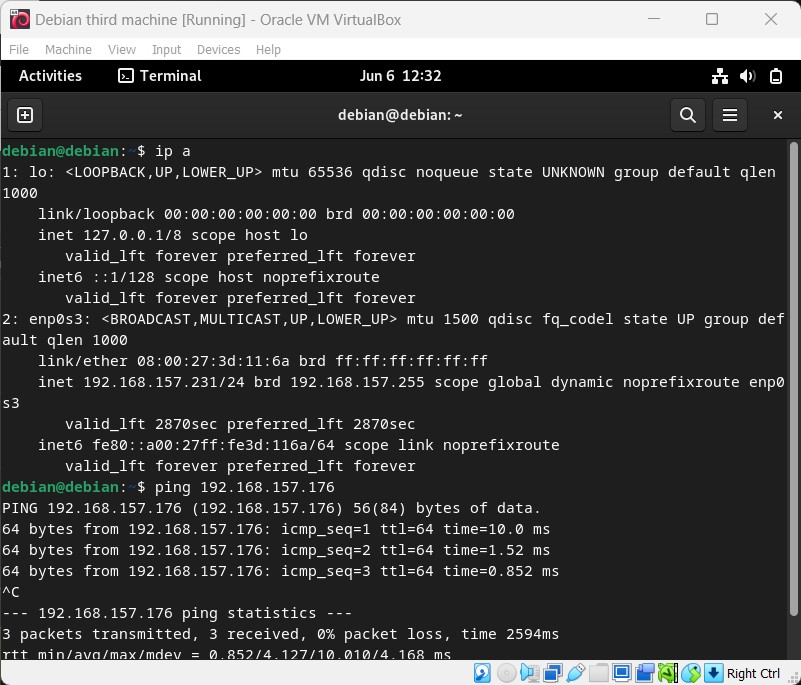 Debian third machine [Running] - Oracle VM VirtualBox
File Machine View Input Devices Help
Activities Terminal Jun 6 12:32
debian@debian: ~
debian@debian:~$ ip a
1: lo: <LOOPBACK,UP,LOWER_UP> mtu 65536 qdisc noqueue state UNKNOWN group default qlen
1000
link/loopback 00:00:00:00:00:00 brd 00:00:00:00:00:00
inet 127.0.0.1/8 scope host lo
valid_lft forever preferred_lft forever
inet6 ::1/128 scope host noprefixroute
valid_lft forever preferred_lft forever
2: enp0s3: <BROADCAST,MULTICAST,UP,LOWER_UP> mtu 1500 qdisc fq_codel state UP group def
ault qlen 1000
link/ether 08:00:27:3d:11:6a brd ff:ff:ff:ff:ff:ff
inet 192.168.157.231/24 brd 192.168.157.255 scope global dynamic noprefixroute enp0
s3
valid_lft 2870sec preferred_lft 2870sec
inet6 fe80::a00:27ff:fe3d:116a/64 scope link noprefixroute
valid_lft forever preferred_lft forever
debian@debian:~$ ping 192.168.157.176
PING 192.168.157.176 (192.168.157.176) 56(84) bytes of data.
64 bytes from 192.168.157.176: icmp_seq=1 ttl=64 time=10.0 ms
64 bytes from 192.168.157.176: icmp_seq=2 ttl=64 time=1.52 ms
64 bytes from 192.168.157.176: icmp_seq=3 ttl=64 time=0.852 ms
^C
--- 192.168.157.176 ping statistics ---
3 packets transmitted, 3 received, 0% packet loss, time 2594ms
rtt min/avg/max/mdev = 0.852/4.127/10.010/4.168 ms
Right Ctrl